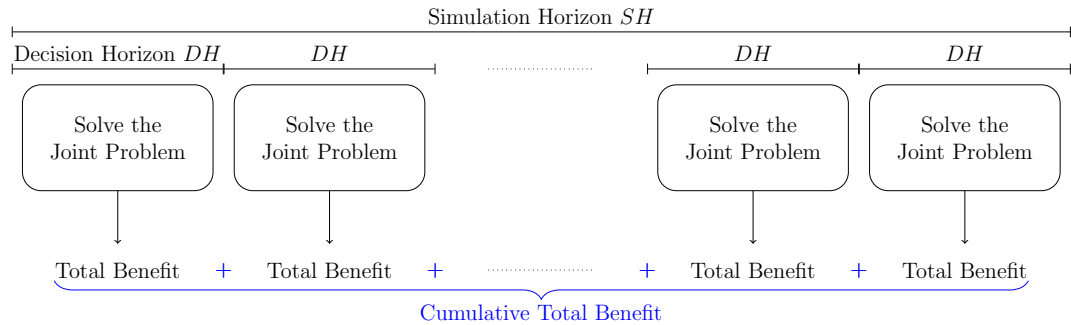 Simulation Horizon SH
Decision Horizon DH DH DH DH
Solve the Joint Problem
Solve the Joint Problem
Solve the Joint Problem
Solve the Joint Problem
Total Benefit + Total Benefit + + Total Benefit + Total Benefit
Cumulative Total Benefit